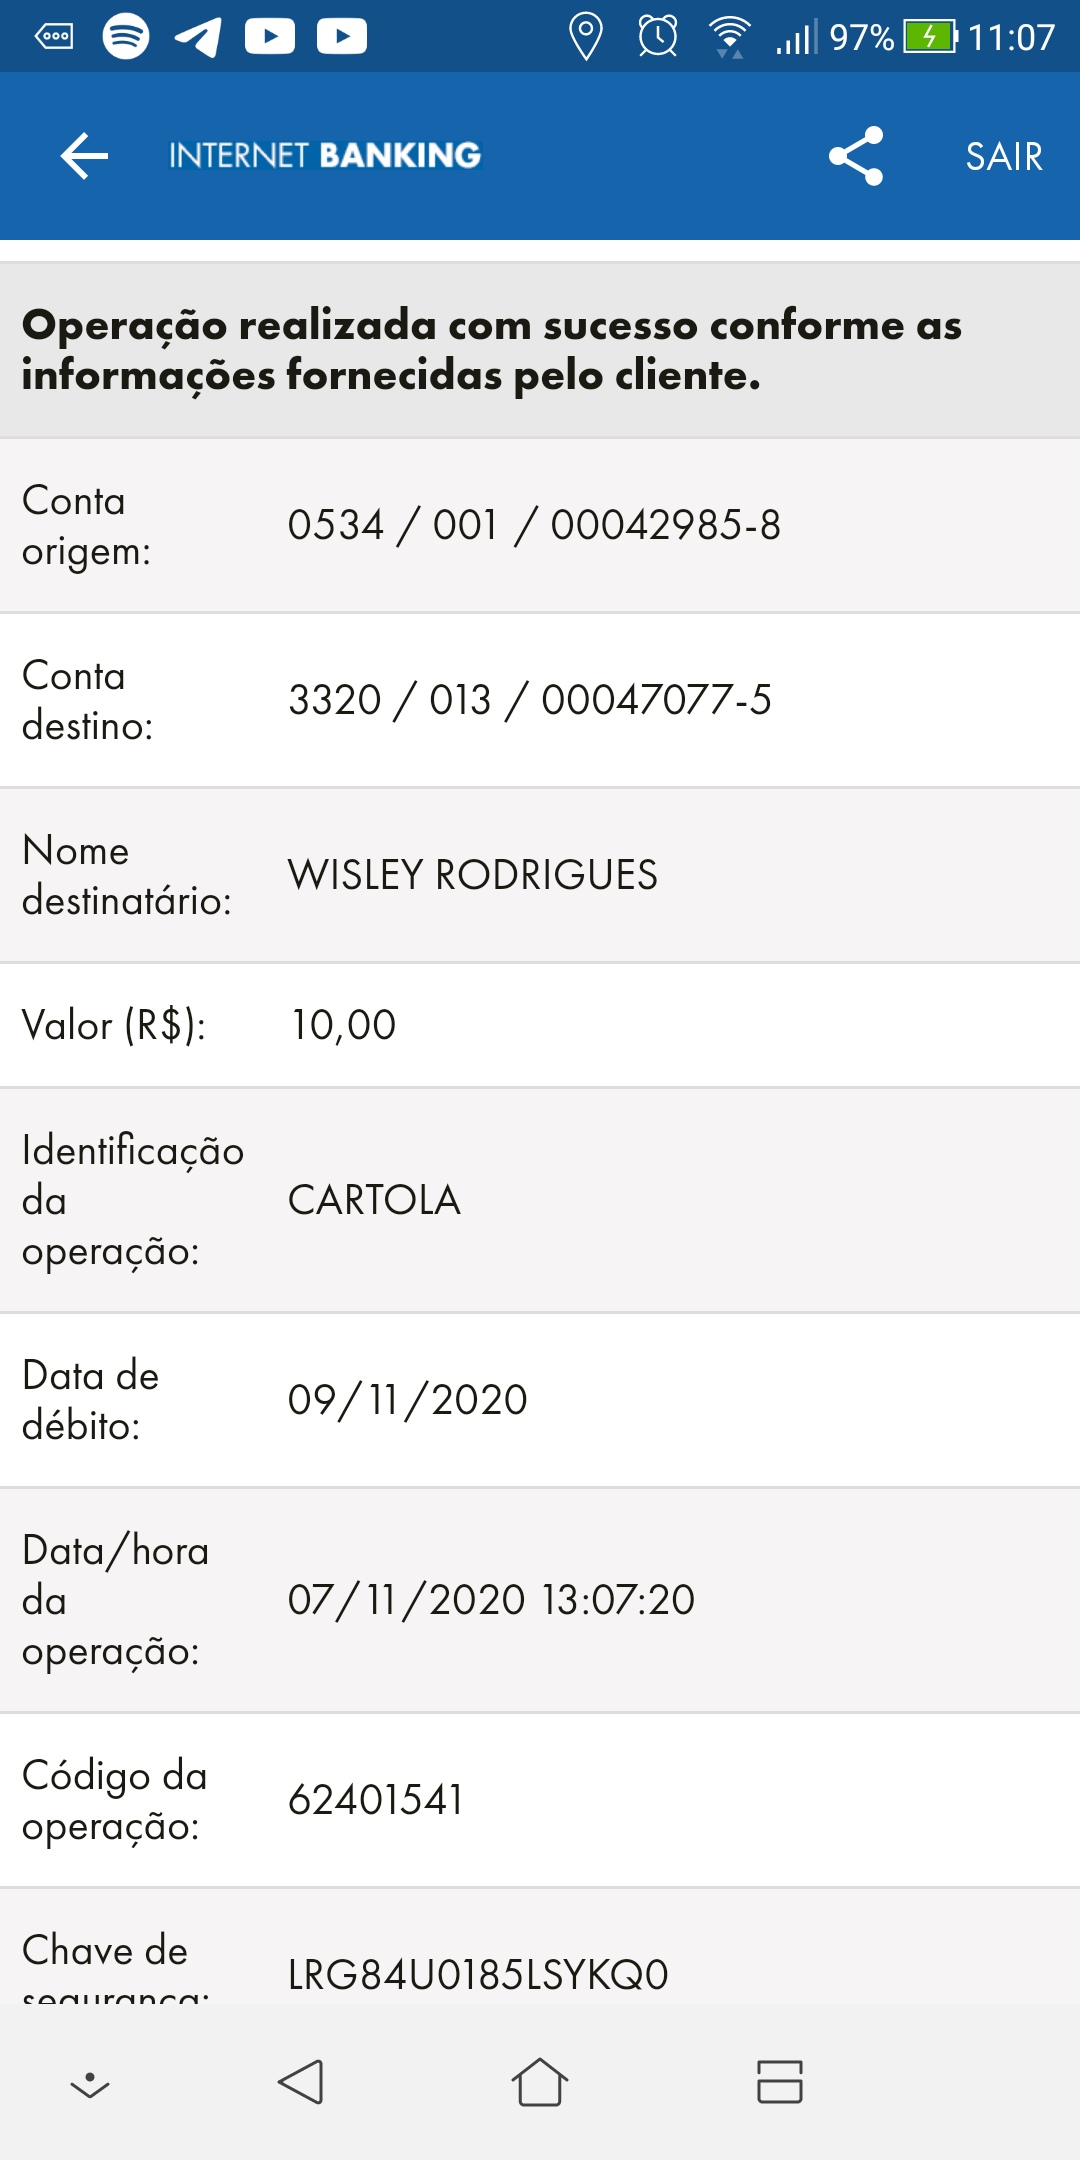 97% 11:07
INTERNET BANKING SAIR
Operação realizada com sucesso conforme as
informações fornecidas pelo cliente.
Conta
origem: 0534 / 001 / 00042985-8
Conta
destino: 3320 / 013 / 00047077-5
Nome
destinatário: WISLEY RODRIGUES
Valor (R$): 10,00
Identificação
da
operação: CARTOLA
Data de
débito: 09/11/2020
Data/hora
da
operação: 07/11/2020 13:07:20
Código da
operação: 62401541
Chave de
segurança: LRG84U0185LSYKQ0